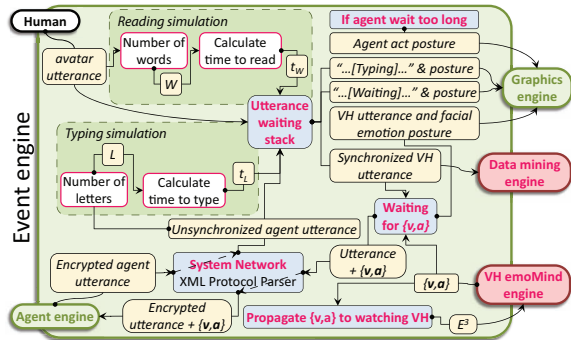 Human
Reading simulation
If agent wait too long
avatar
utterance
Number of
words
W
Calculate
time to read
t_W
Agent act posture
"...[Typing]..." & posture
"...[Waiting]..." & posture
Graphics
engine
Utterance
waiting
stack
VH utterance and facial
emotion posture
Event engine
Typing simulation
L
Number of
letters
Calculate
time to type
t_L
Synchronized VH
utterance
Data mining
engine
Unsynchronized agent utterance
Waiting
for {v,a}
Encrypted agent
utterance
System Network
XML Protocol Parser
Utterance
+ {v,a}
{v,a}
VH emoMind
engine
Agent engine
Encrypted
utterance + {v,a}
Propagate {v,a} to watching VH
E³